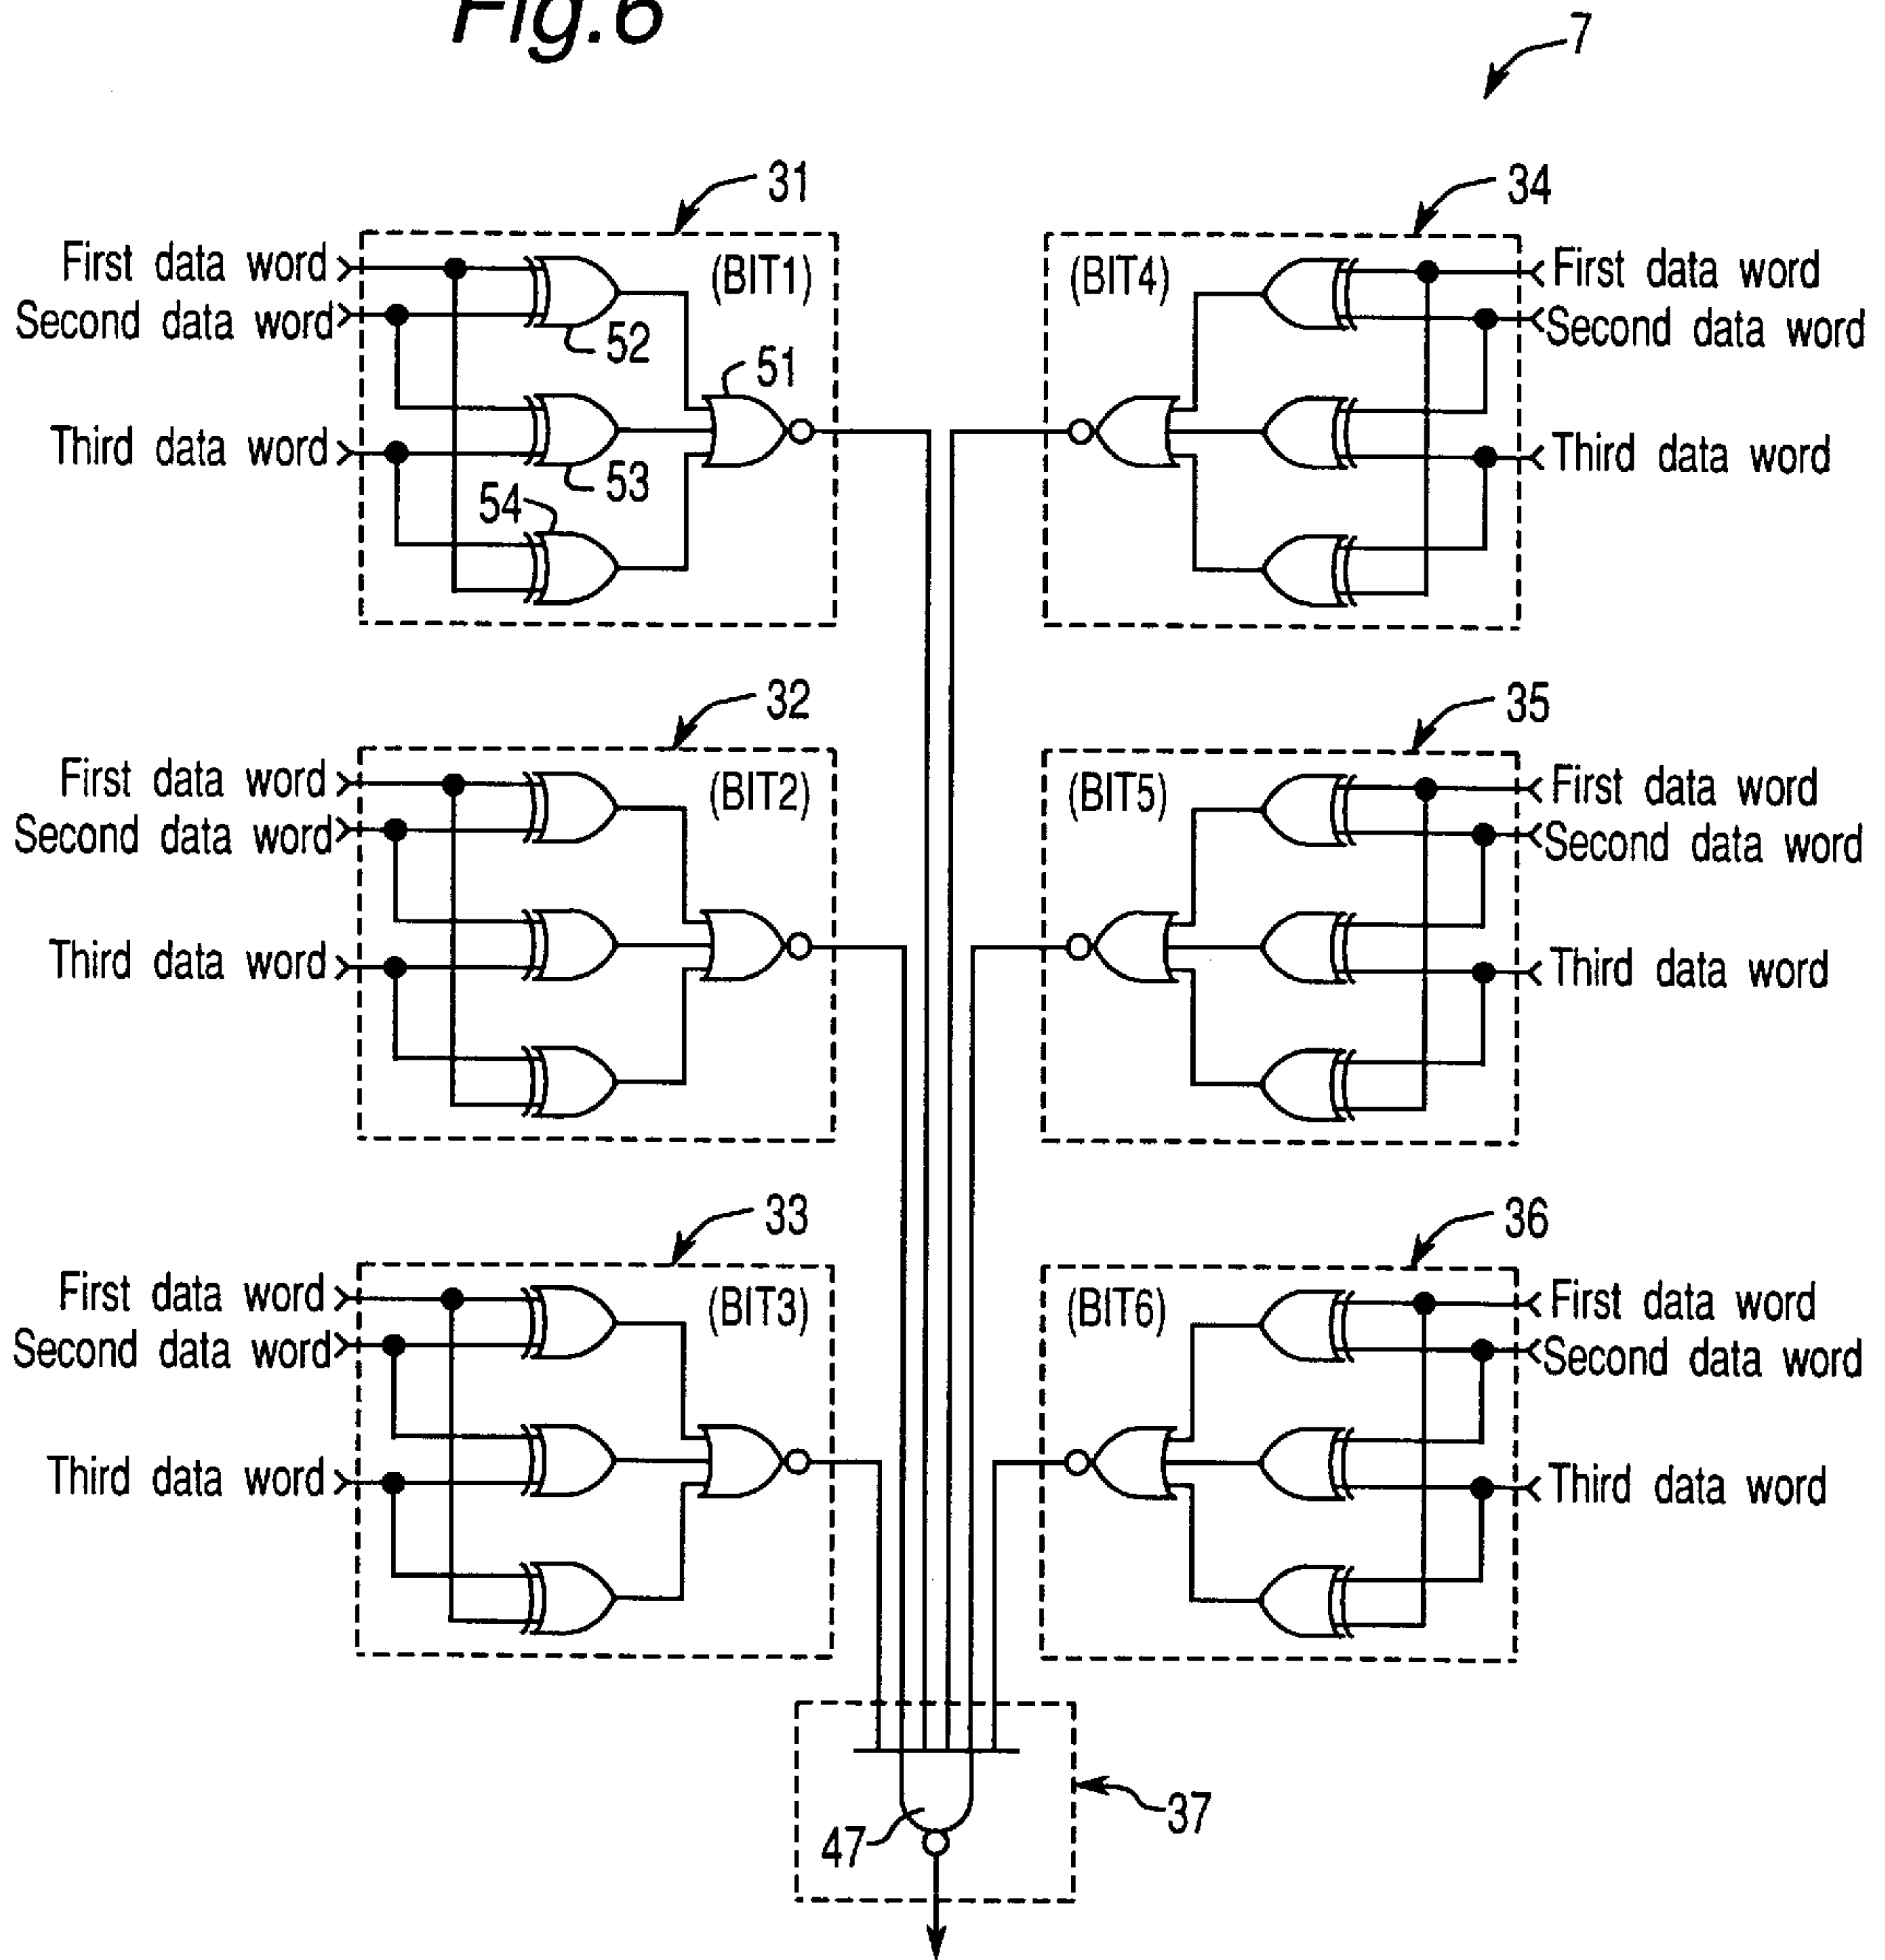 Fig.6
7
31
34
First data word
(BIT1)
(BIT4)
First data word
Second data word
52
Second data word
51
Third data word
53
Third data word
54
32
35
First data word
(BIT2)
(BIT5)
First data word
Second data word
Second data word
Third data word
Third data word
33
36
First data word
(BIT3)
(BIT6)
First data word
Second data word
Second data word
Third data word
Third data word
37
47